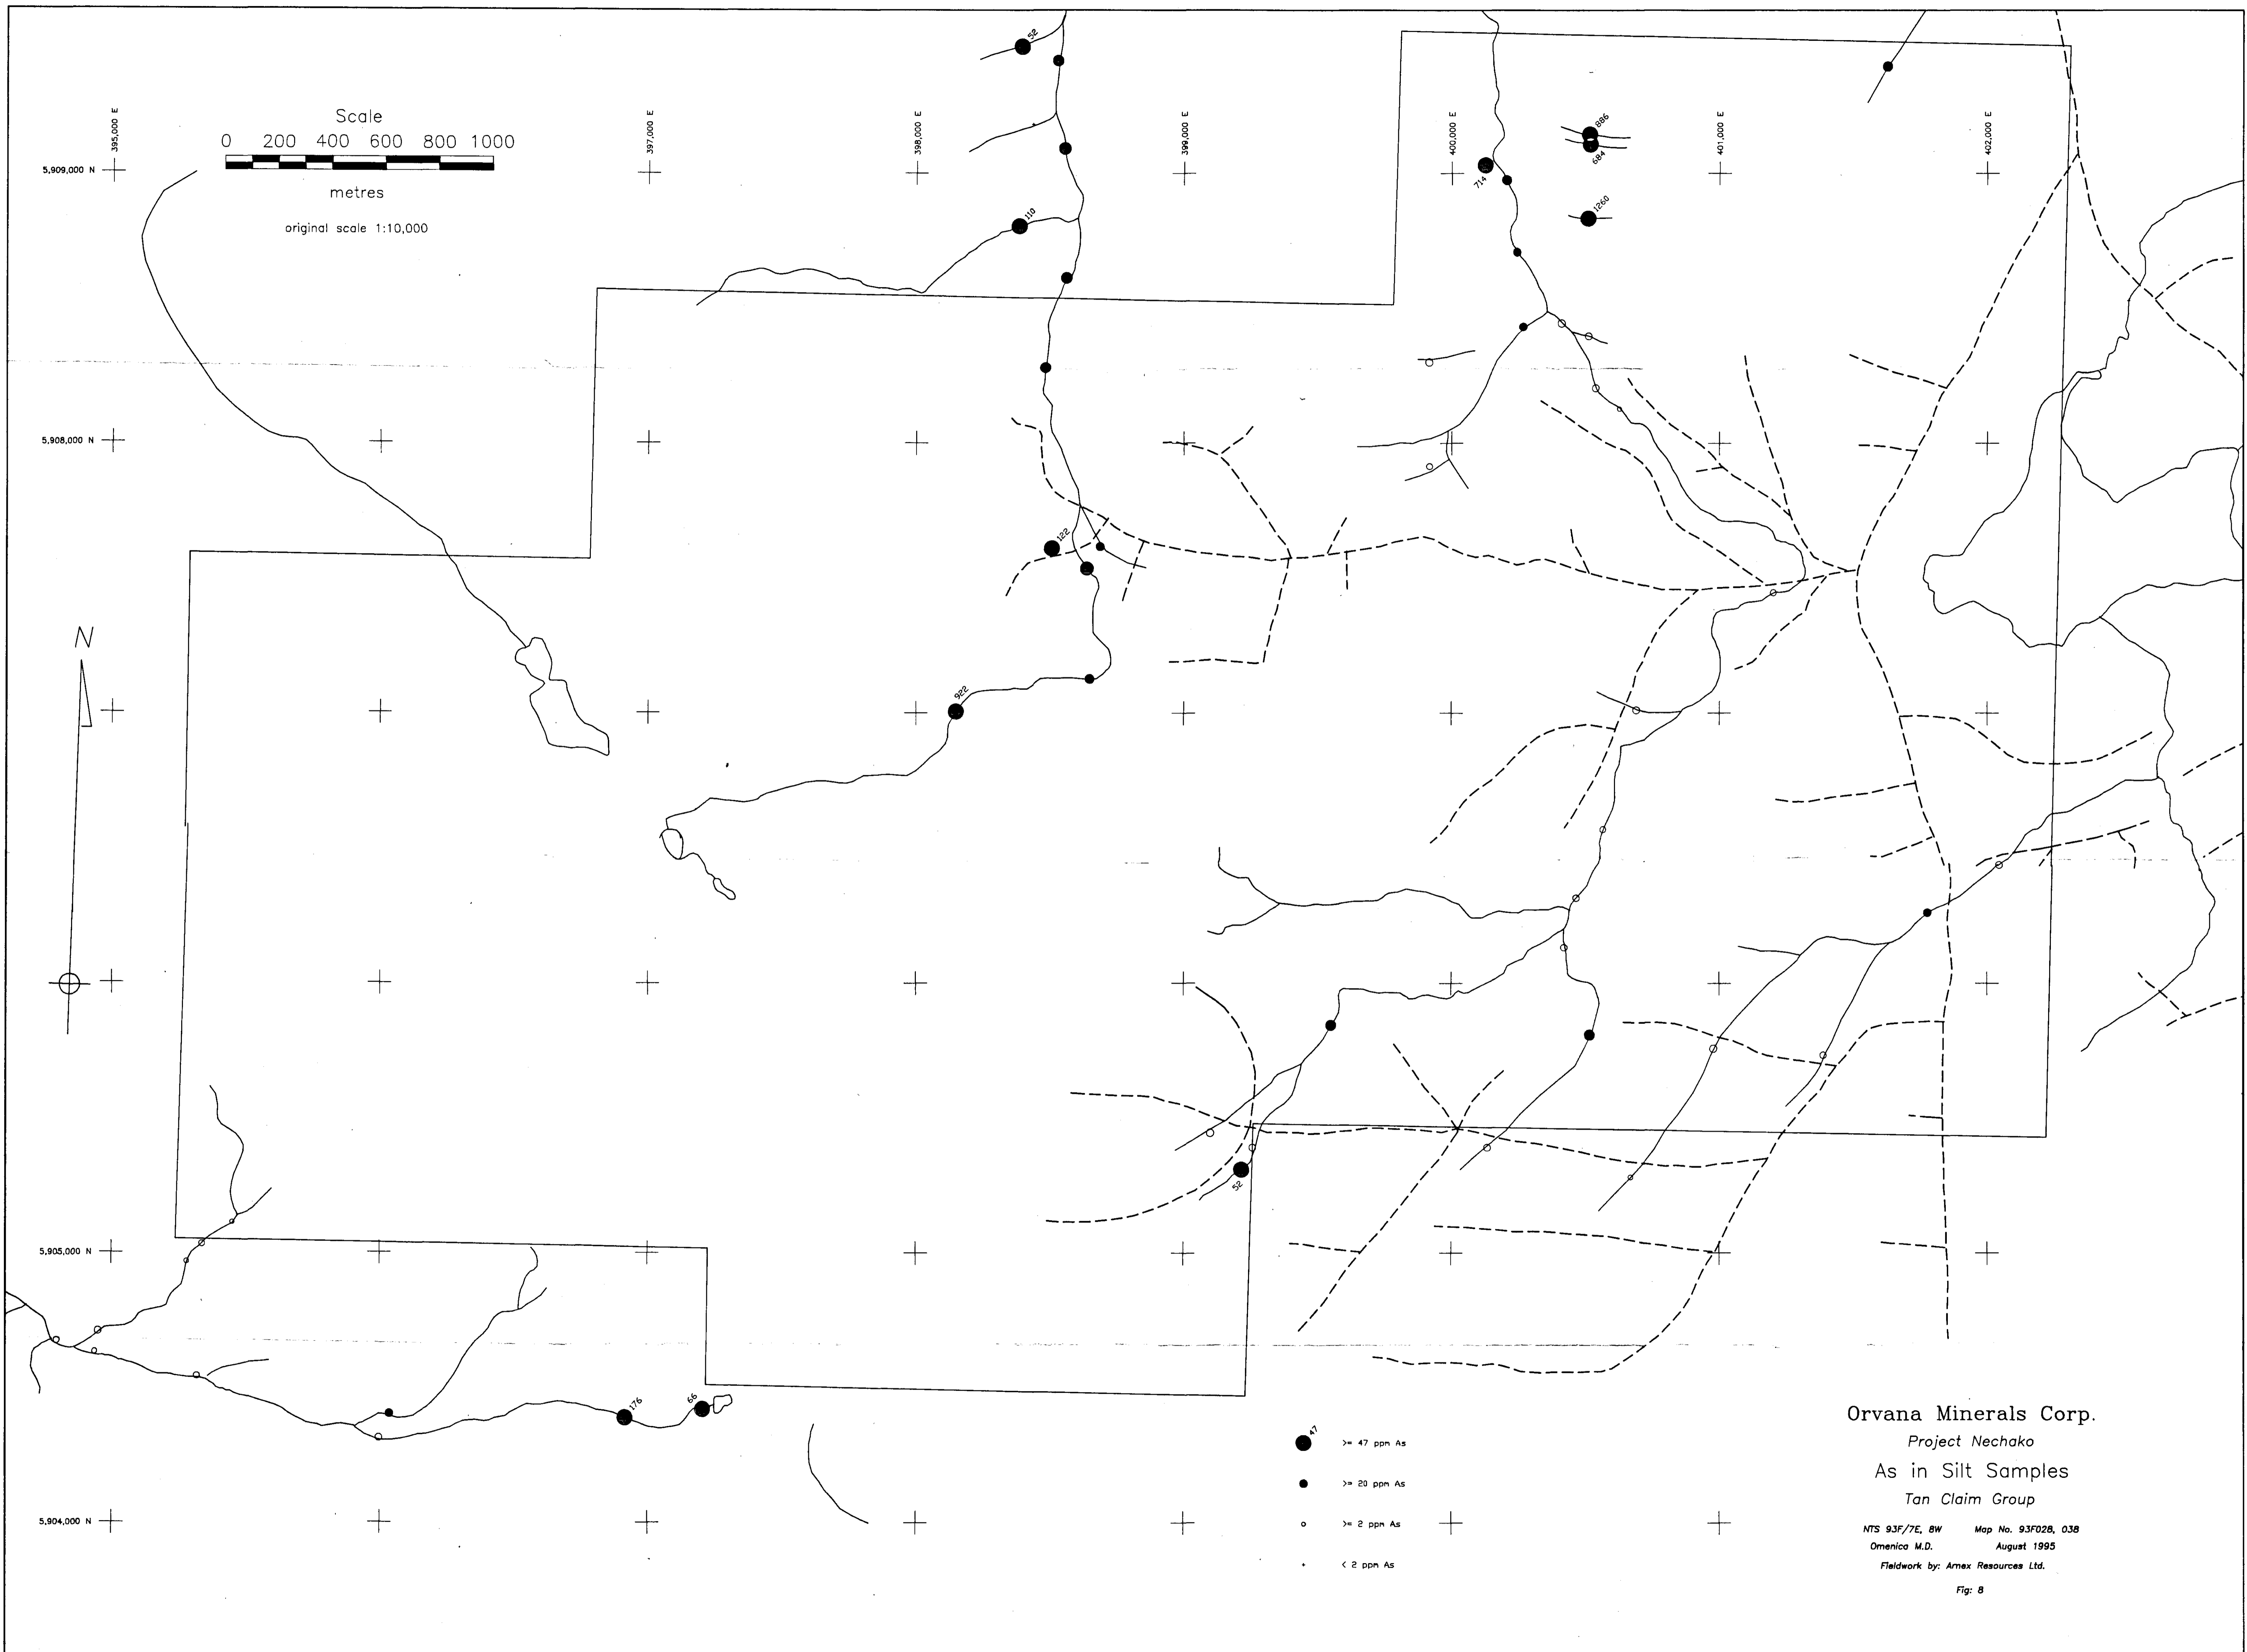 52
395,000 E
397,000 E
398,000 E
399,000 E
400,000 E
401,000 E
402,000 E
Scale
0 200 400 600 800 1000
metres
original scale 1:10,000
886
684
714
1260
110
5,909,000 N
5,908,000 N
122
N
922
52
5,905,000 N
176
66
5,904,000 N
47
>= 47 ppm As
>= 20 ppm As
>= 2 ppm As
< 2 ppm As
Orvana Minerals Corp.
Project Nechako
As in Silt Samples
Tan Claim Group
NTS 93F/7E, 8W Map No. 93F028, 038
Omenica M.D. August 1995
Fieldwork by: Amex Resources Ltd.
Fig: 8